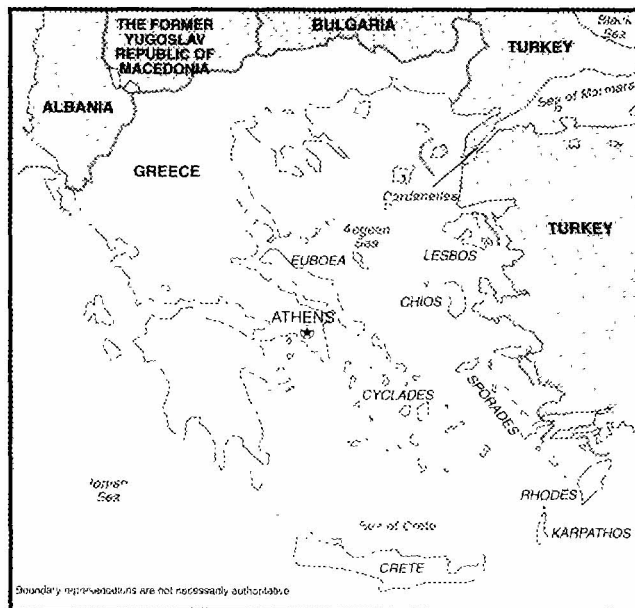 THE FORMER
YUGOSLAV
REPUBLIC OF
MACEDONIA
BULGARIA
Black
Sea
TURKEY
Sea of Marmara
ALBANIA
GREECE
Dardanelles
Aegean
Sea
TURKEY
EUBOEA
LESBOS
CHIOS
ATHENS
CYCLADES
SPORADES
Ionian
Sea
RHODES
Sea of Crete
KARPATHOS
CRETE
Boundary representations are not necessarily authoritative